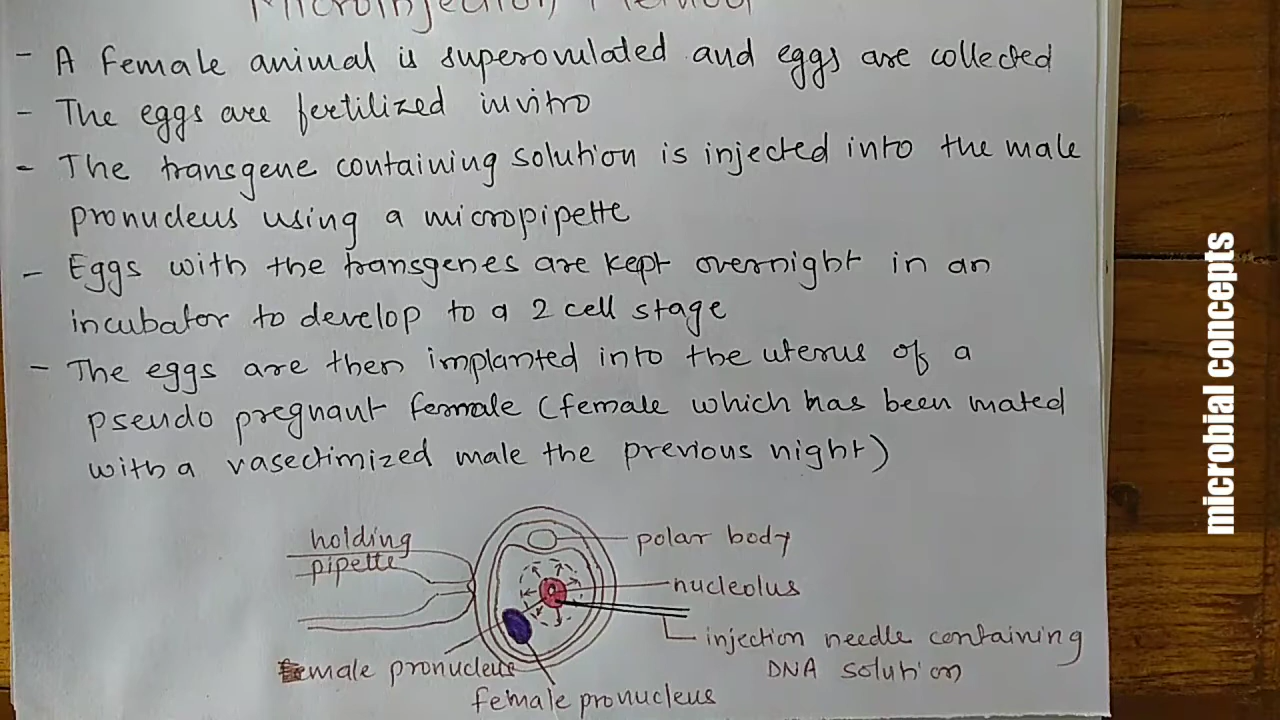 Microinjection Method
- A female animal is superovulated and eggs are collected
- The eggs are fertilized invitro
- The transgene containing solution is injected into the male
pronucleus using a micropipette
- Eggs with the transgenes are kept overnight in an
incubator to develop to a 2 cell stage
- The eggs are then implanted into the uterus of a
pseudo pregnant female (female which has been mated
with a vasectimized male the previous night)
holding
pipette
polar body
nucleolus
injection needle containing
DNA solution
male pronucleus
female pronucleus
microbial concepts